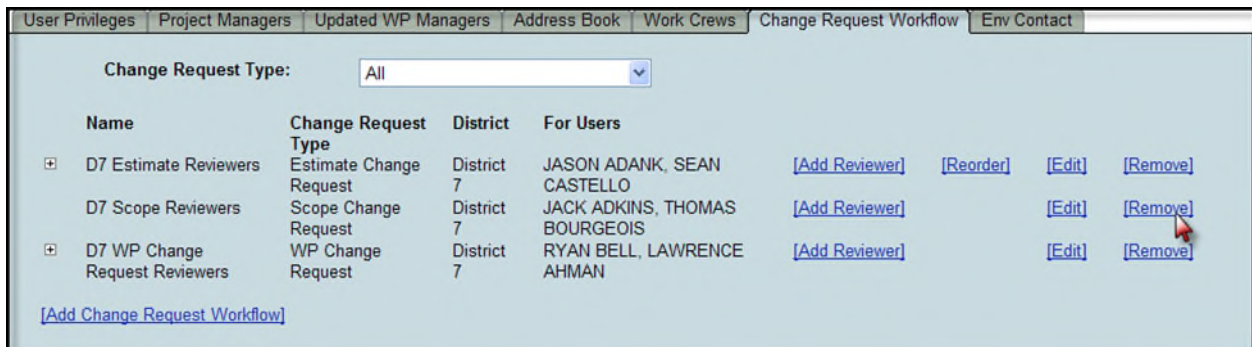 User Privileges Project Managers Updated WP Managers Address Book Work Crews Change Request Workflow Env Contact
Change Request Type: All
Name Change Request District For Users
Type
D7 Estimate Reviewers Estimate Change District JASON ADANK, SEAN [Add Reviewer] [Reorder] [Edit] [Remove]
Request 7 CASTELLO
D7 Scope Reviewers Scope Change District JACK ADKINS, THOMAS [Add Reviewer] [Edit] [Remove]
Request 7 BOURGEOIS
D7 WP Change WP Change District RYAN BELL, LAWRENCE [Add Reviewer] [Edit] [Remove]
Request Reviewers Request 7 AHMAN
[Add Change Request Workflow]